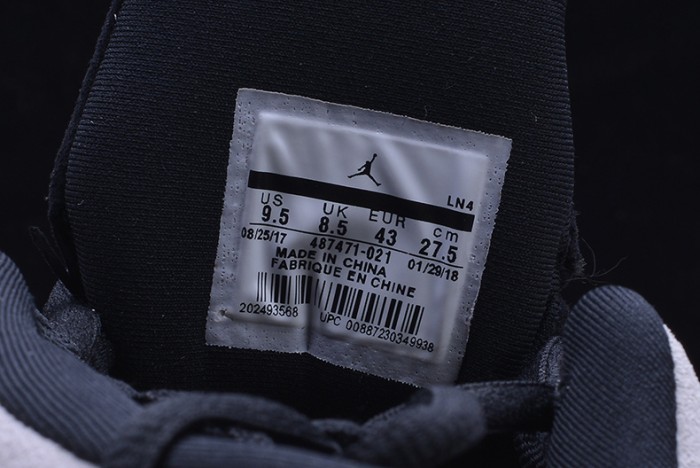 LN4
US UK EUR cm
9.5 8.5 43 27.5
08/25/17 487471-021 01/29/18
MADE IN CHINA
FABRIQUE EN CHINE
202493568
UPC 00887230349938